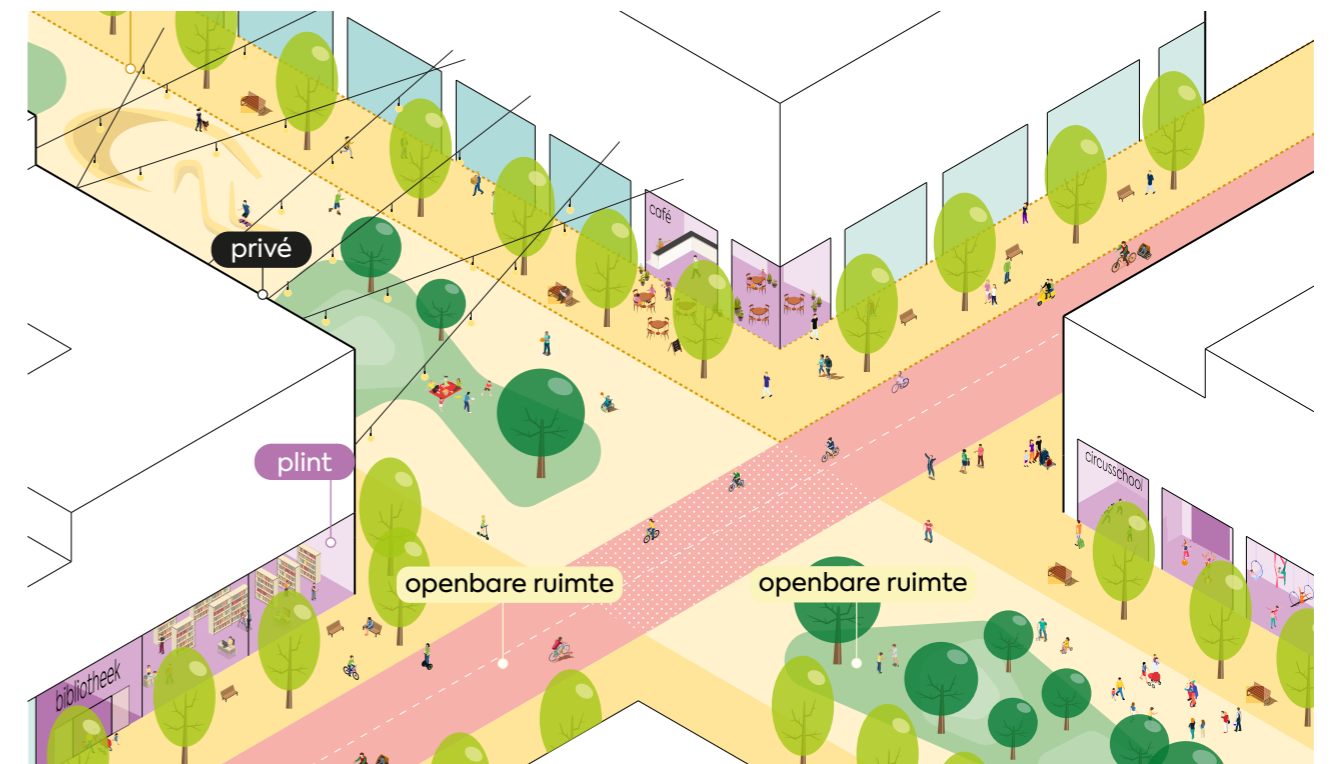 café
privé
circusschool
plint
openbare ruimte
openbare ruimte
bibliotheek